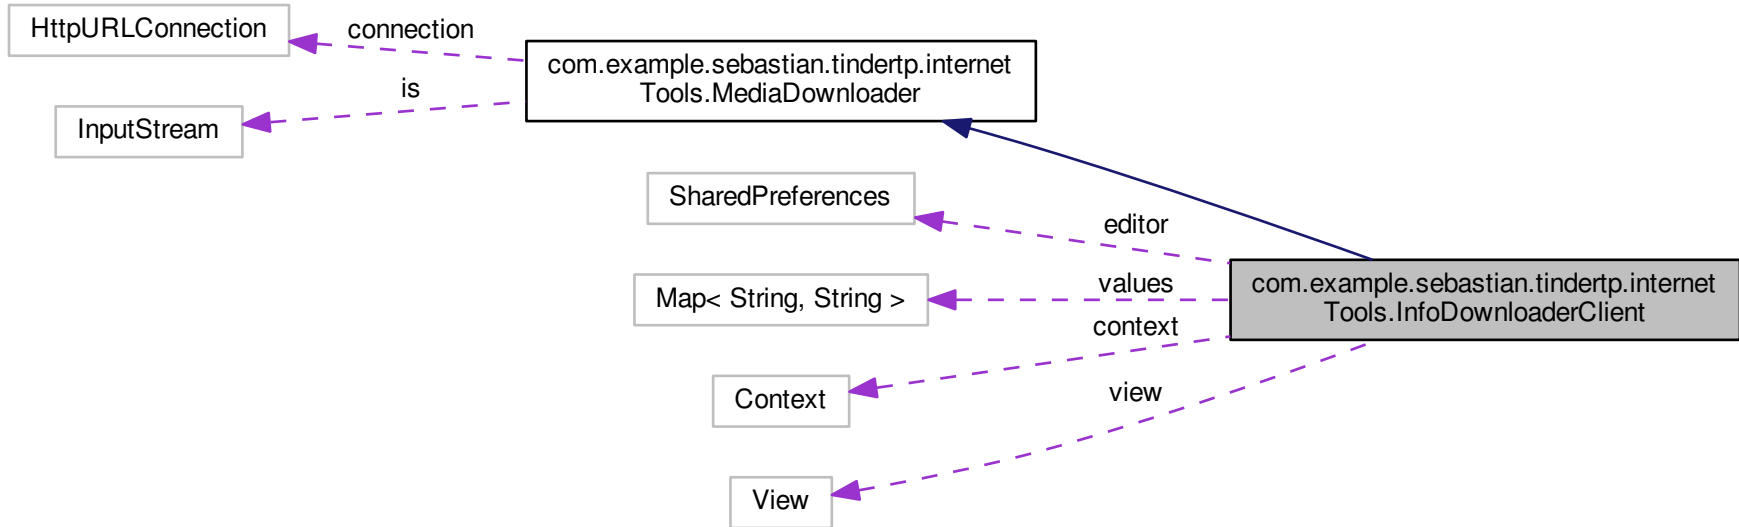 HttpURLConnection
connection
com.example.sebastian.tindertp.internet
Tools.MediaDownloader
is
InputStream
SharedPreferences
editor
Map< String, String >
values
com.example.sebastian.tindertp.internet
Tools.InfoDownloaderClient
context
Context
view
View